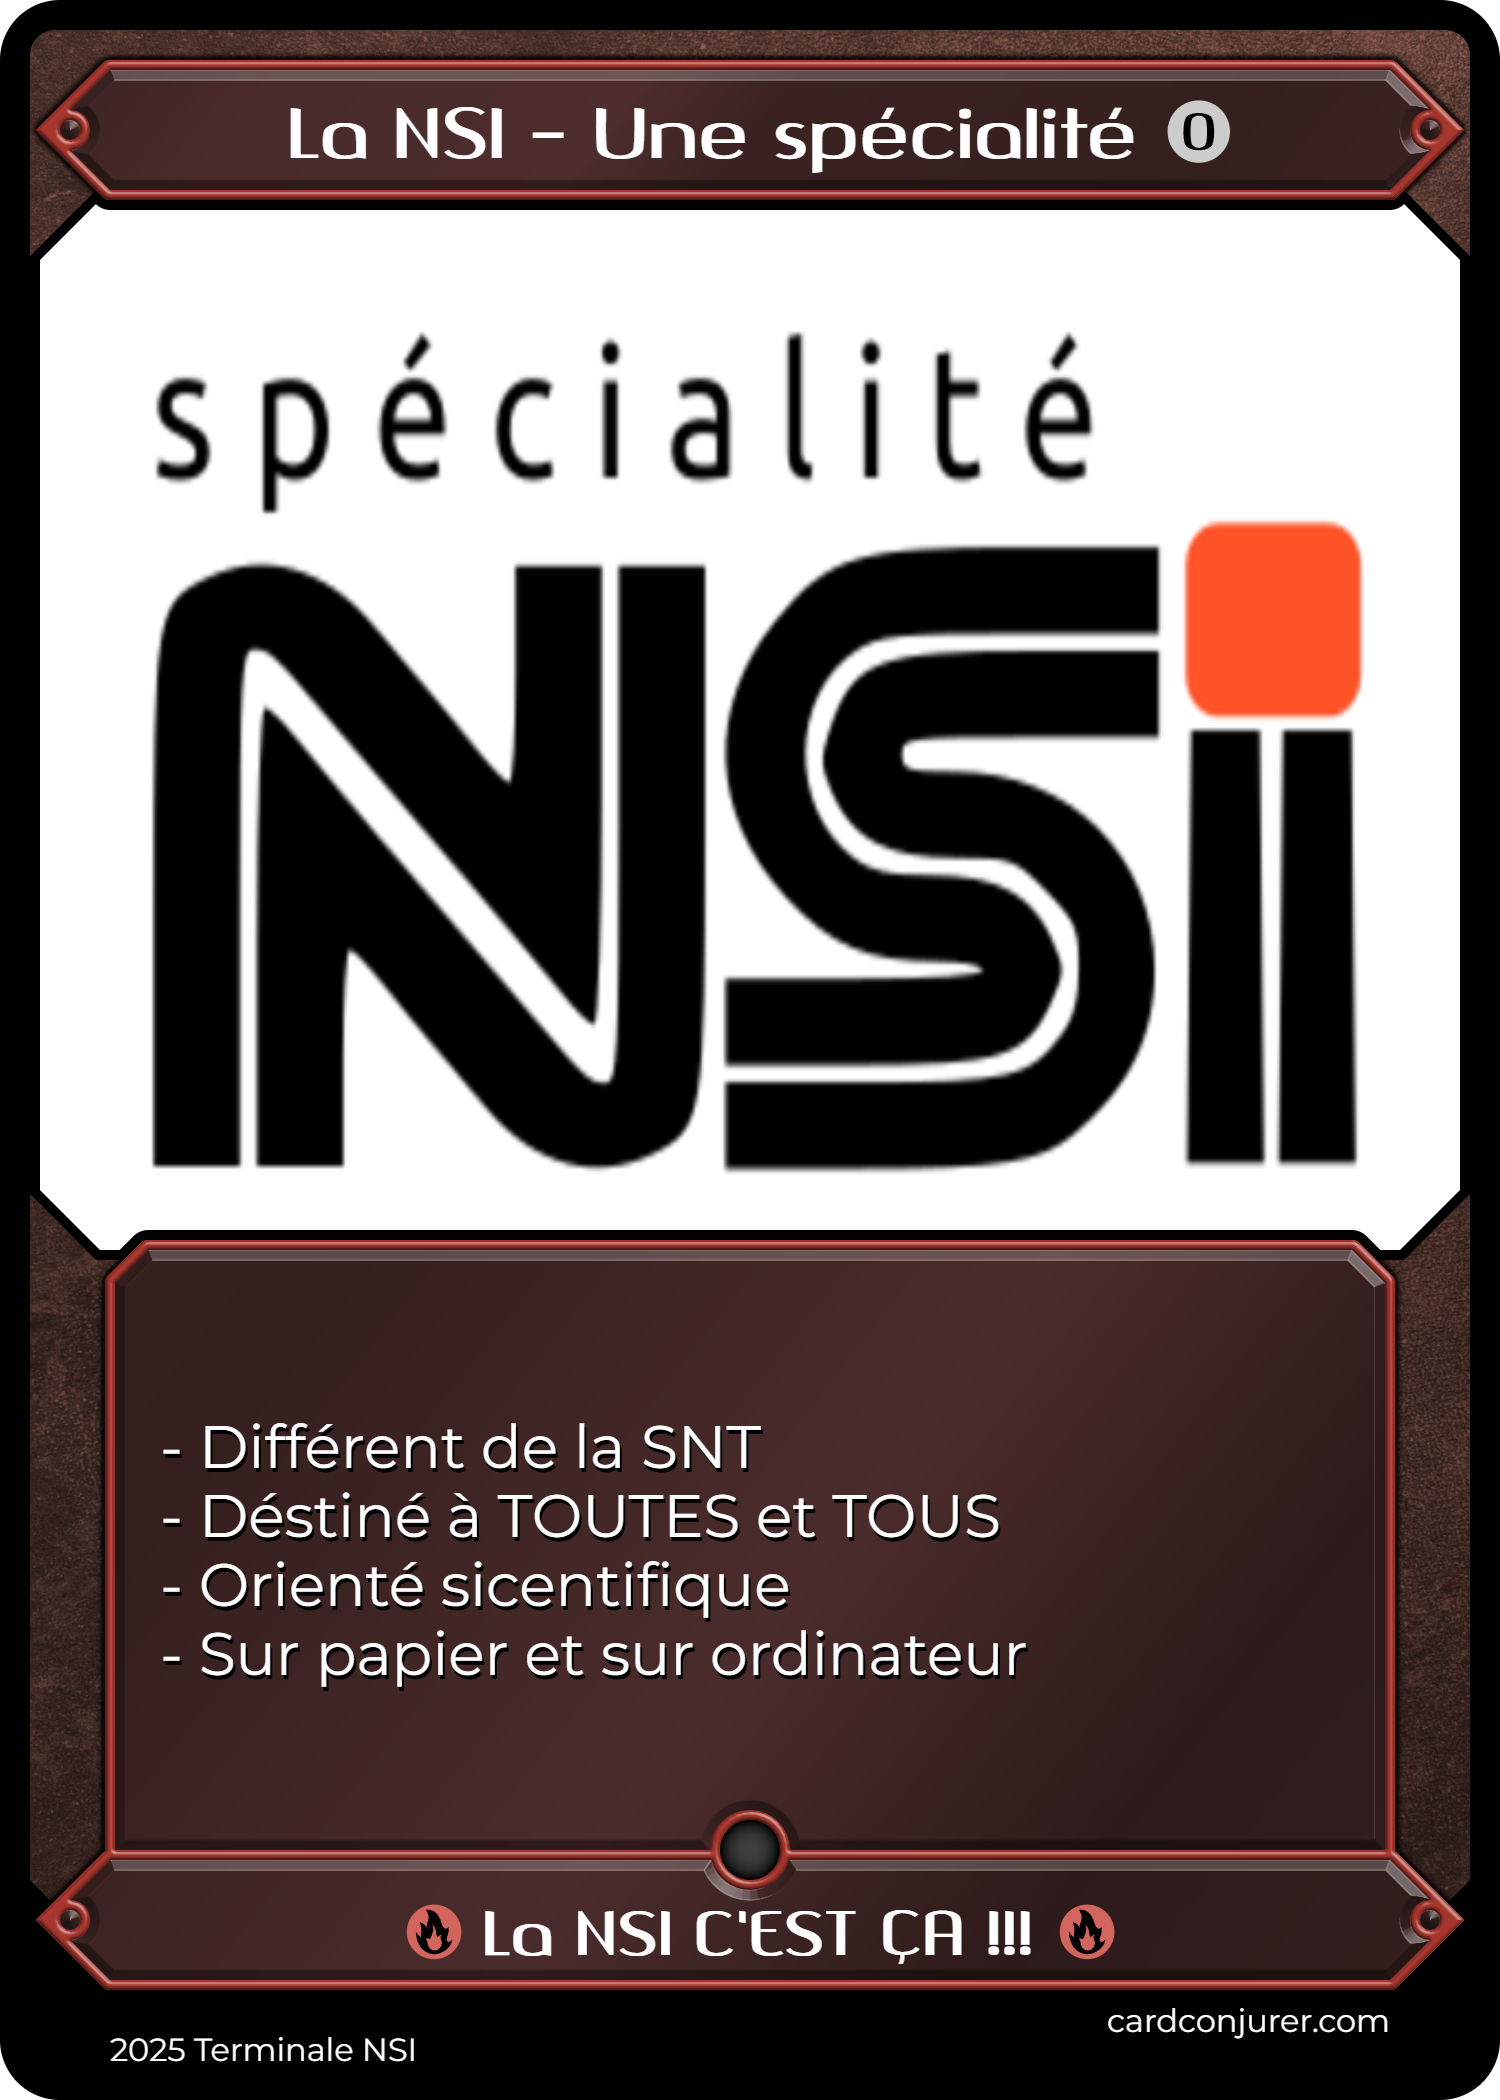 La NSI - Une spécialité 0
spécialité
NSi
- Différent de la SNT
- Déstiné à TOUTES et TOUS
- Orienté sicentifique
- Sur papier et sur ordinateur
La NSI C'EST ÇA !!!
cardconjurer.com
2025 Terminale NSI